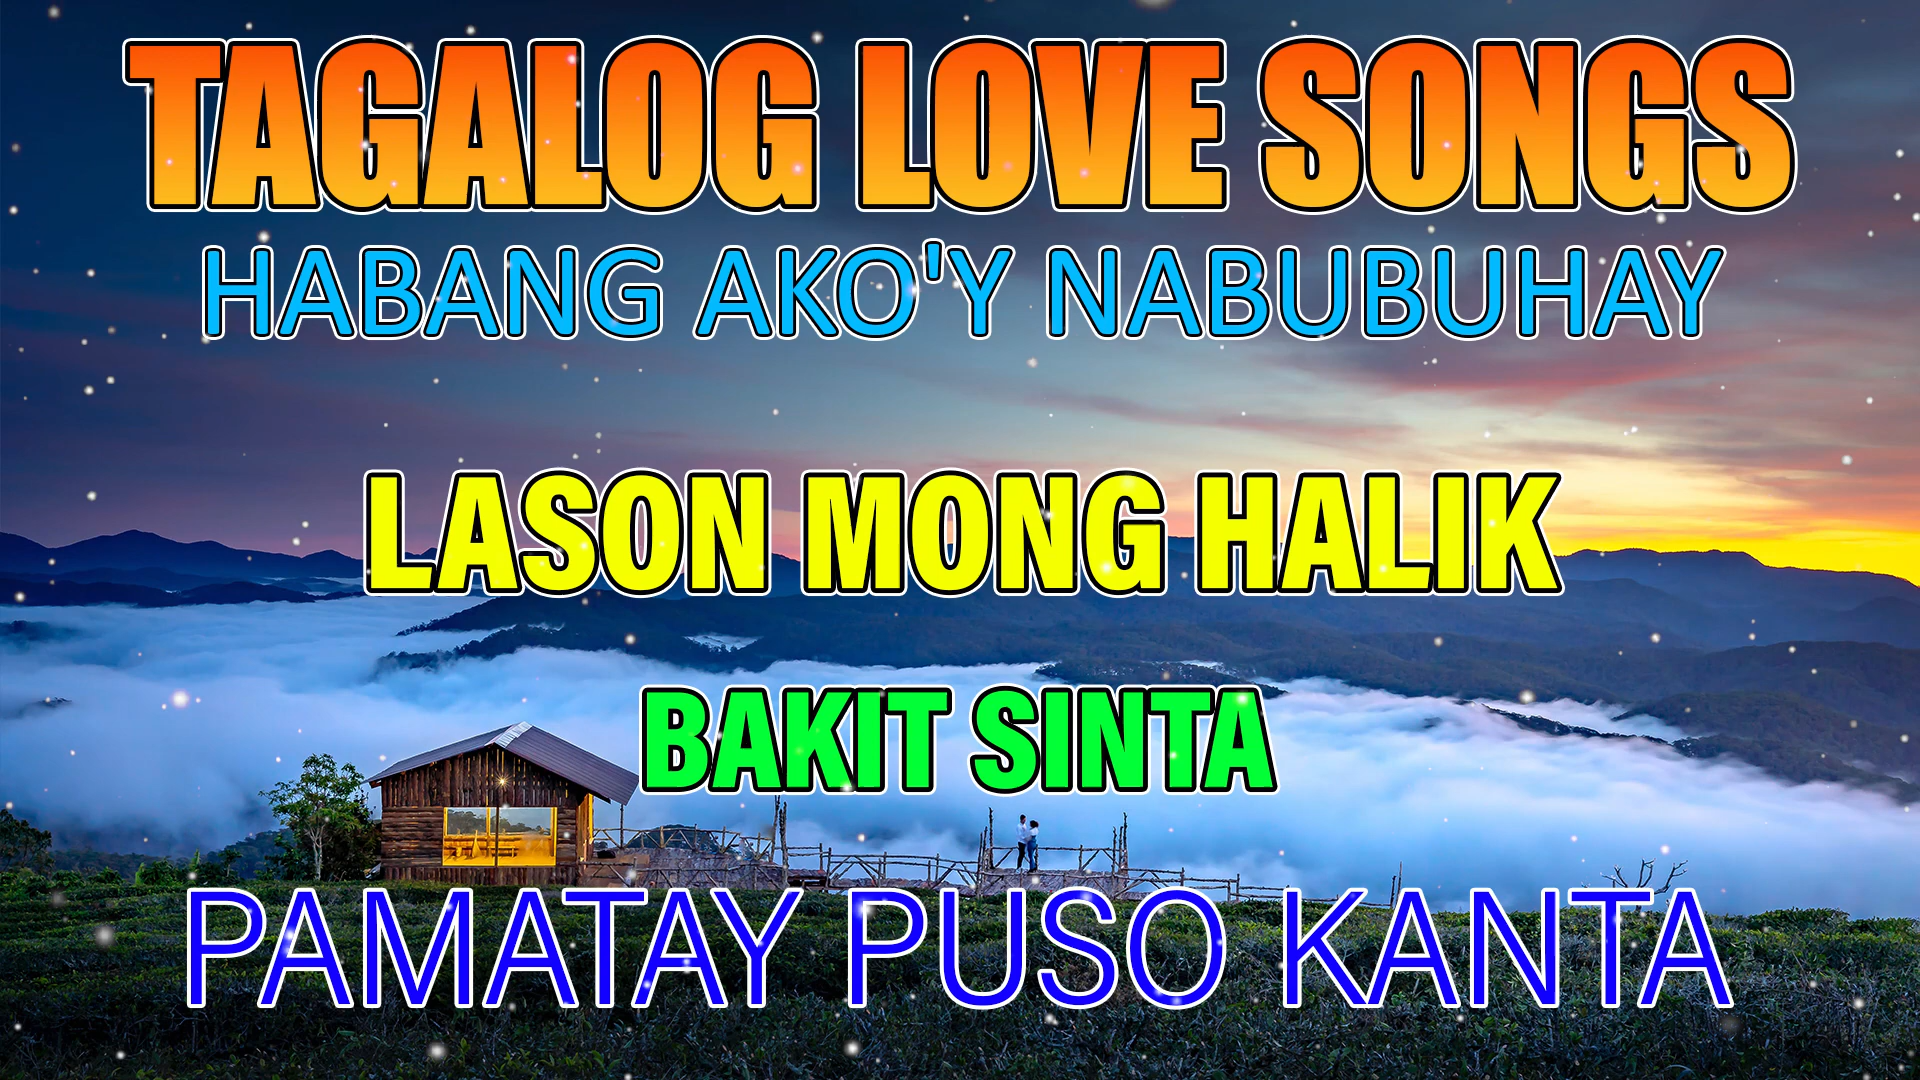 TAGALOG LOVE SONGS
HABANG AKO'Y NABUBUHAY
LASON MONG HALIK
BAKIT SINTA
PAMATAY PUSO KANTA